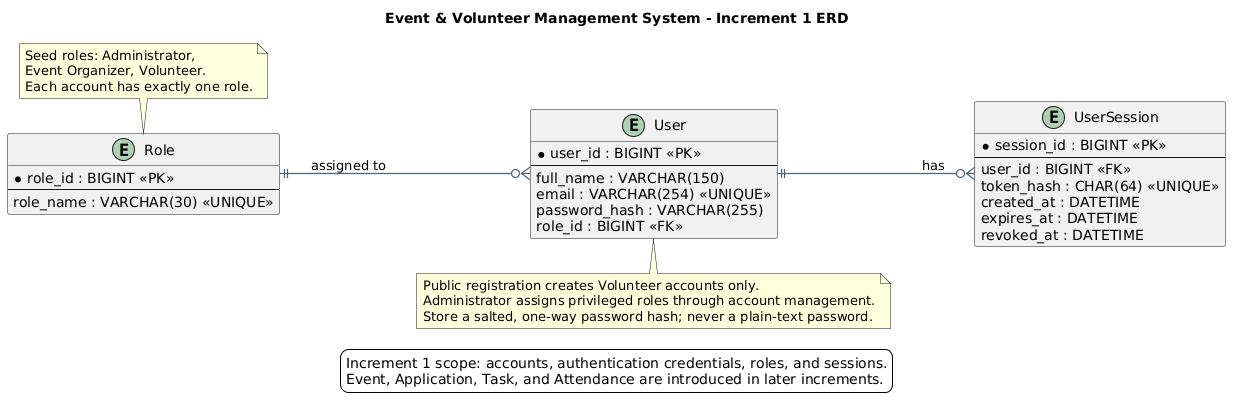 Event & Volunteer Management System - Increment 1 ERD
Seed roles: Administrator,
Event Organizer, Volunteer.
Each account has exactly one role.
E Role
* role_id : BIGINT «PK»
role_name : VARCHAR(30) «UNIQUE»
assigned to
E User
* user_id : BIGINT «PK»
full_name : VARCHAR(150)
email : VARCHAR(254) «UNIQUE»
password_hash : VARCHAR(255)
role_id : BIGINT «FK»
has
E UserSession
* session_id : BIGINT «PK»
user_id : BIGINT «FK»
token_hash : CHAR(64) «UNIQUE»
created_at : DATETIME
expires_at : DATETIME
revoked_at : DATETIME
Public registration creates Volunteer accounts only.
Administrator assigns privileged roles through account management.
Store a salted, one-way password hash; never a plain-text password.
Increment 1 scope: accounts, authentication credentials, roles, and sessions.
Event, Application, Task, and Attendance are introduced in later increments.